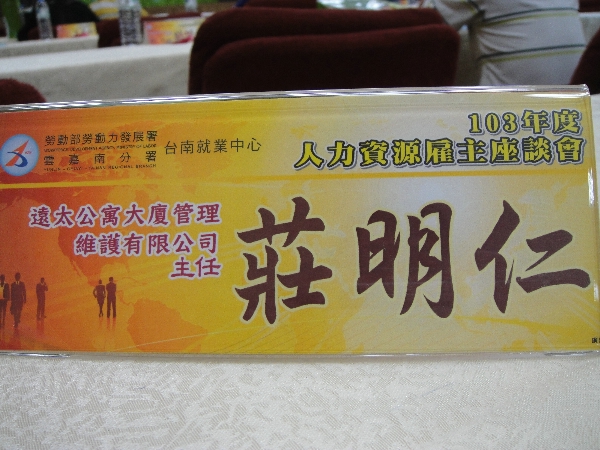 勞動部勞動力發展署
雲嘉南分署
台南就業中心
103年度
人力資源雇主座談會
遠太公寓大廈管理
維護有限公司
主任
莊明仁